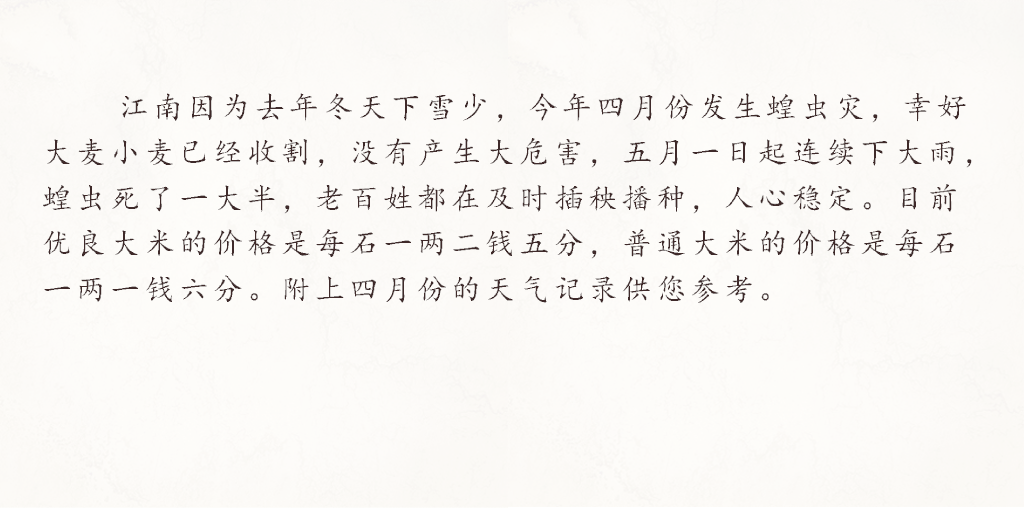 江南因为去年冬天下雪少，今年四月份发生蝗虫灾，幸好
大麦小麦已经收割，没有产生大危害，五月一日起连续下大雨，
蝗虫死了一大半，老百姓都在及时插秧播种，人心稳定。目前
优良大米的价格是每石一两二钱五分，普通大米的价格是每石
一两一钱六分。附上四月份的天气记录供您参考。